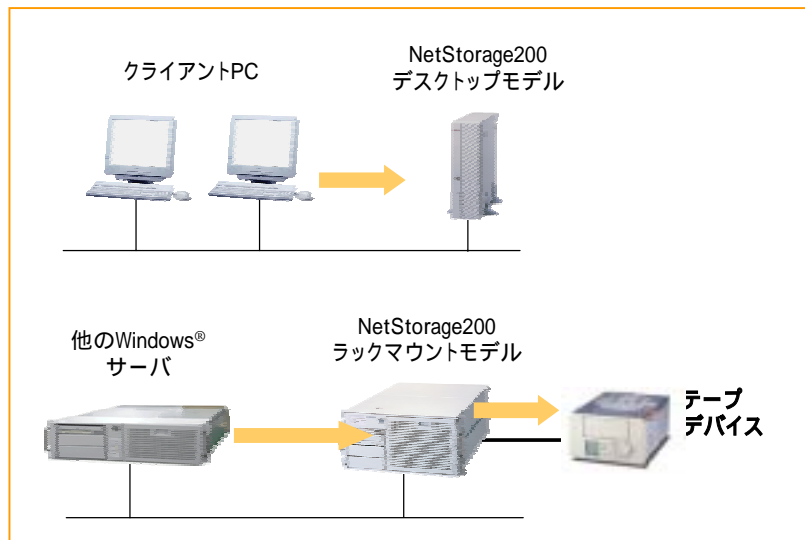 クライアントPC
NetStorage200
デスクトップモデル
他のWindows®
サーバ
NetStorage200
ラックマウントモデル
テープ
デバイス